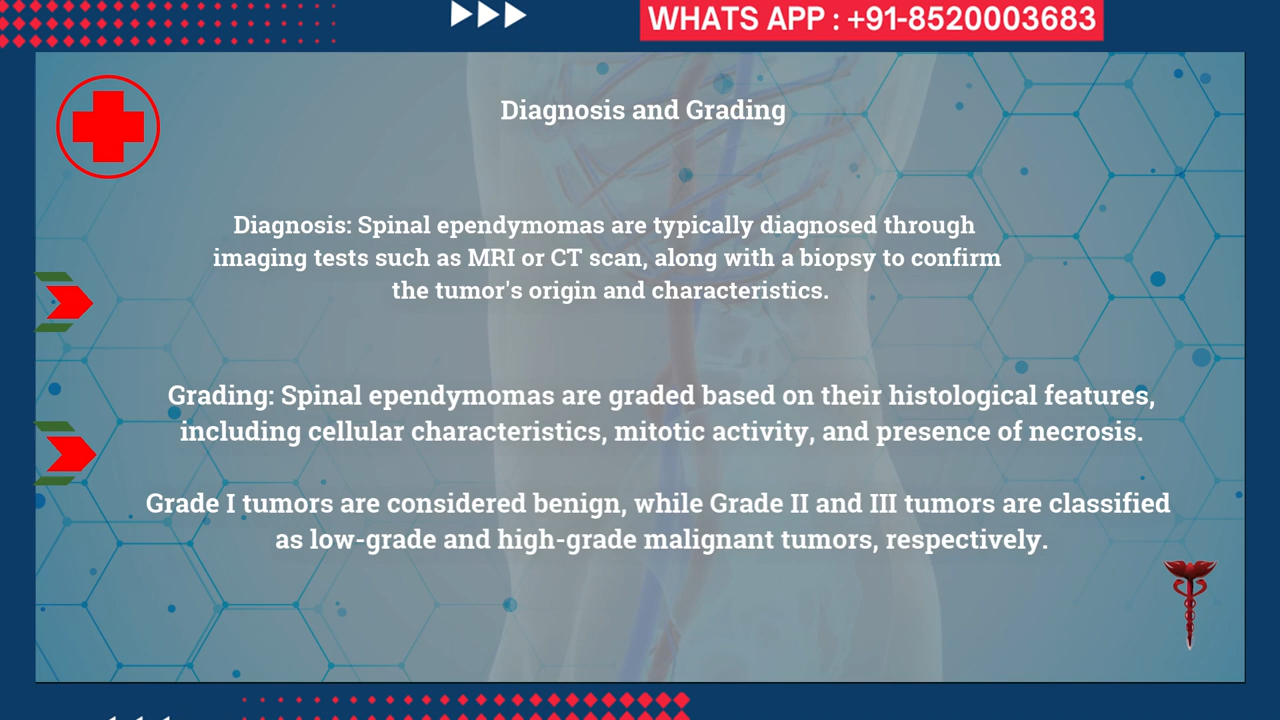 WHATS APP : +91-8520003683
Diagnosis and Grading
Diagnosis: Spinal ependymomas are typically diagnosed through
imaging tests such as MRI or CT scan, along with a biopsy to confirm
the tumor's origin and characteristics.
Grading: Spinal ependymomas are graded based on their histological features,
including cellular characteristics, mitotic activity, and presence of necrosis.
Grade I tumors are considered benign, while Grade II and III tumors are classified
as low-grade and high-grade malignant tumors, respectively.